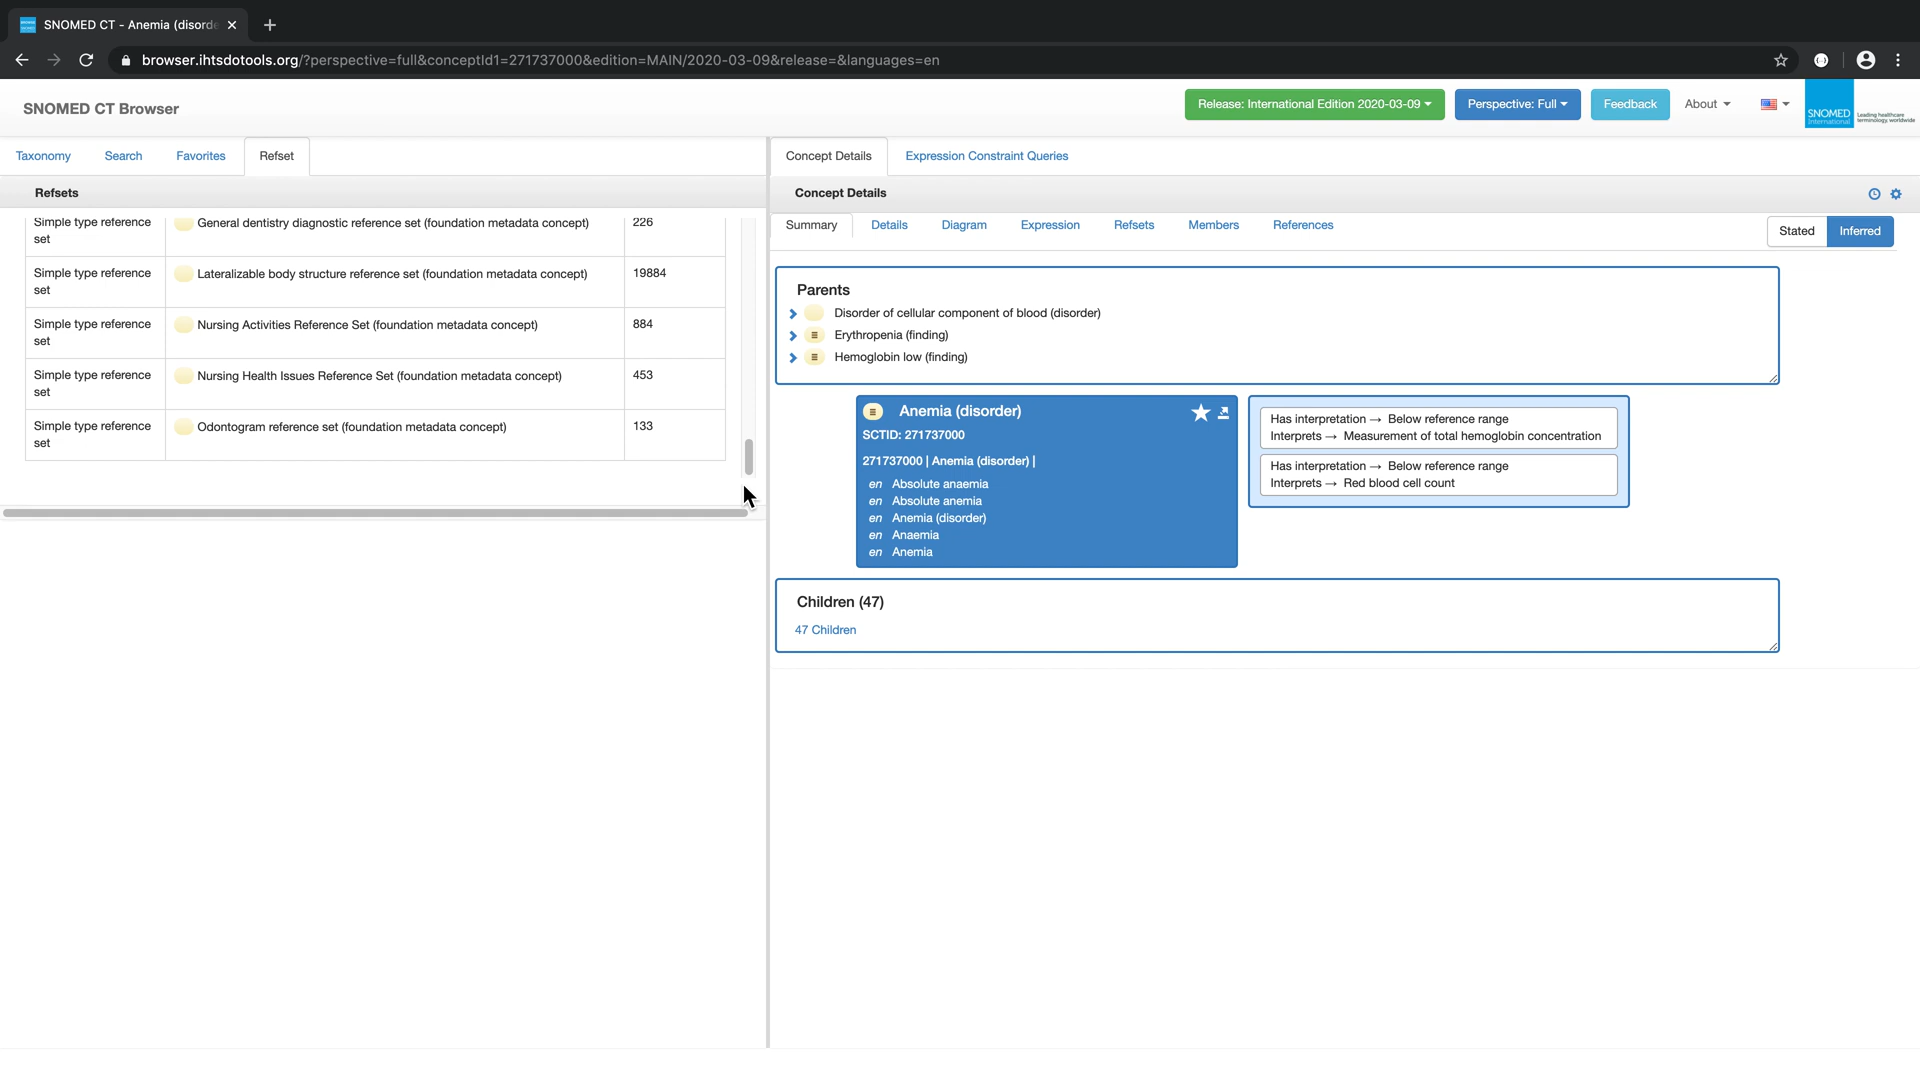 SNOMED CT - Anemia (disorde
browser.ihtsdotools.org/?perspective=full&conceptId1=271737000&edition=MAIN/2020-03-09&release=&languages=en
SNOMED CT Browser
Release: International Edition 2020-03-09
Perspective: Full
Feedback
About
SNOMED
International
Leading healthcare
terminology, worldwide
Taxonomy
Search
Favorites
Refset
Refsets
Simple type reference
set
General dentistry diagnostic reference set (foundation metadata concept)
226
Simple type reference
set
Lateralizable body structure reference set (foundation metadata concept)
19884
Simple type reference
set
Nursing Activities Reference Set (foundation metadata concept)
884
Simple type reference
set
Nursing Health Issues Reference Set (foundation metadata concept)
453
Simple type reference
set
Odontogram reference set (foundation metadata concept)
133
Concept Details
Expression Constraint Queries
Concept Details
Summary
Details
Diagram
Expression
Refsets
Members
References
Stated
Inferred
Parents
Disorder of cellular component of blood (disorder)
Erythropenia (finding)
Hemoglobin low (finding)
Anemia (disorder)
SCTID: 271737000
271737000 | Anemia (disorder) |
en Absolute anaemia
en Absolute anemia
en Anemia (disorder)
en Anaemia
en Anemia
Has interpretation → Below reference range
Interprets → Measurement of total hemoglobin concentration
Has interpretation → Below reference range
Interprets → Red blood cell count
Children (47)
47 Children